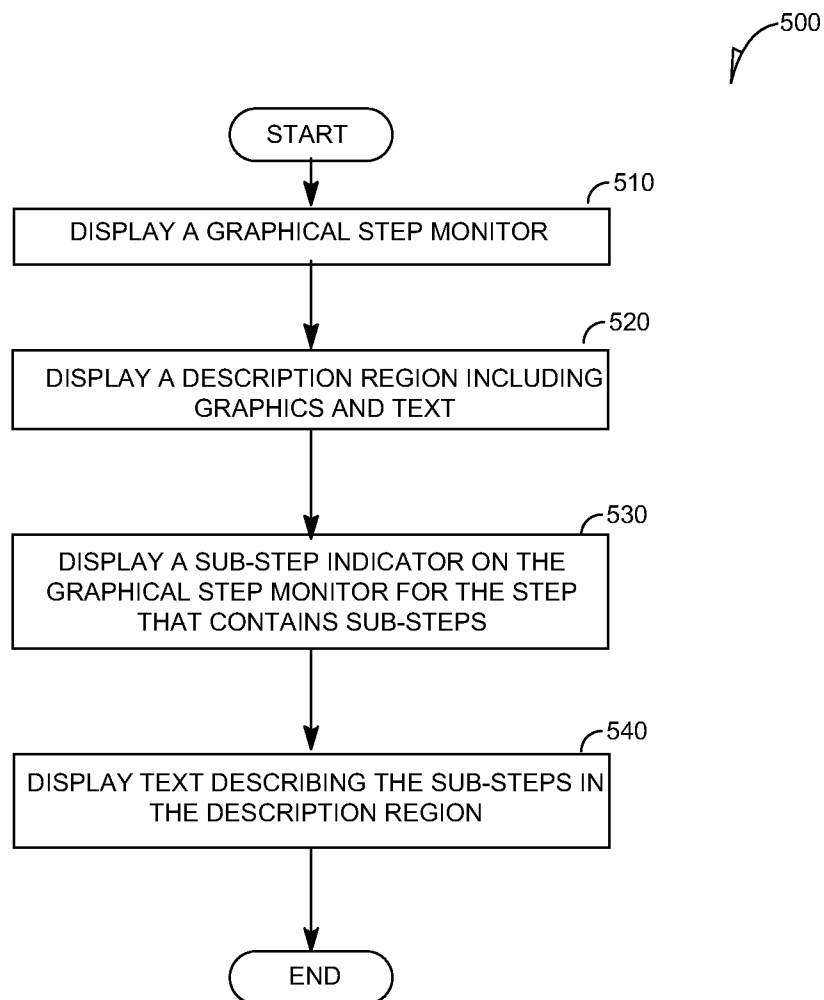 500
START
510
DISPLAY A GRAPHICAL STEP MONITOR
520
DISPLAY A DESCRIPTION REGION INCLUDING
GRAPHICS AND TEXT
530
DISPLAY A SUB-STEP INDICATOR ON THE
GRAPHICAL STEP MONITOR FOR THE STEP
THAT CONTAINS SUB-STEPS
540
DISPLAY TEXT DESCRIBING THE SUB-STEPS IN
THE DESCRIPTION REGION
END